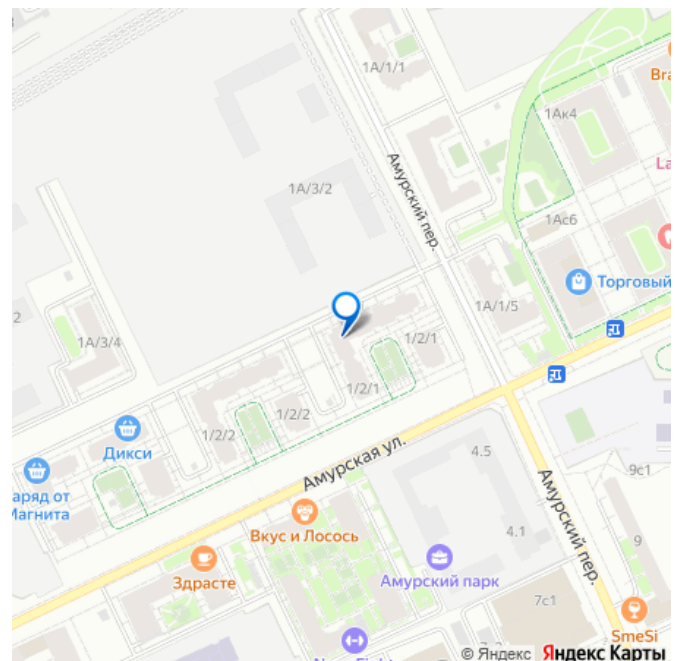 1А/1/1
Bra
1Ак4
La
Амурский пер.
1А/3/2
1Ас6
Торговый
1А/1/5
2
1А/3/4
1/2/1
1/2/1
1/2/2
1/2/2
Дикси
Заряд от
Магнита
Амурская ул.
4.5
9с1
Вкус и Лосось
4.1
Амурский пер.
9
Здрасте
Амурский парк
7с1
SmeSi
© Яндекс Яндекс Карты